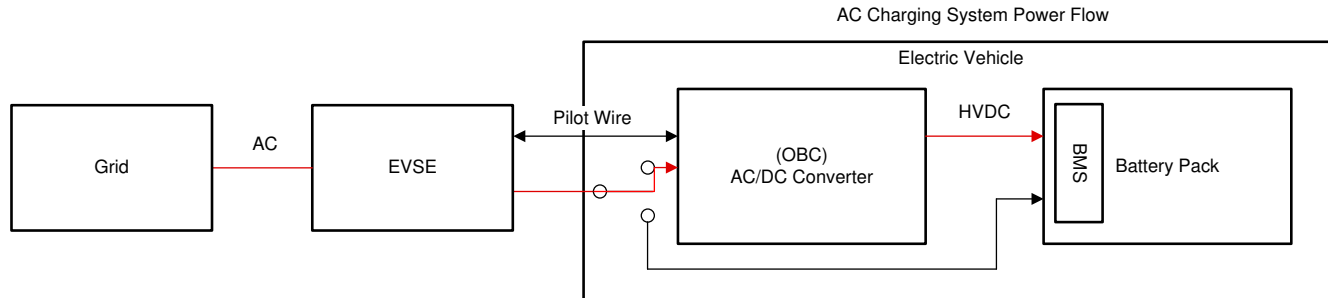 AC Charging System Power Flow
Electric Vehicle
Pilot Wire
HVDC
AC
Grid
EVSE
(OBC)
AC/DC Converter
BMS
Battery Pack